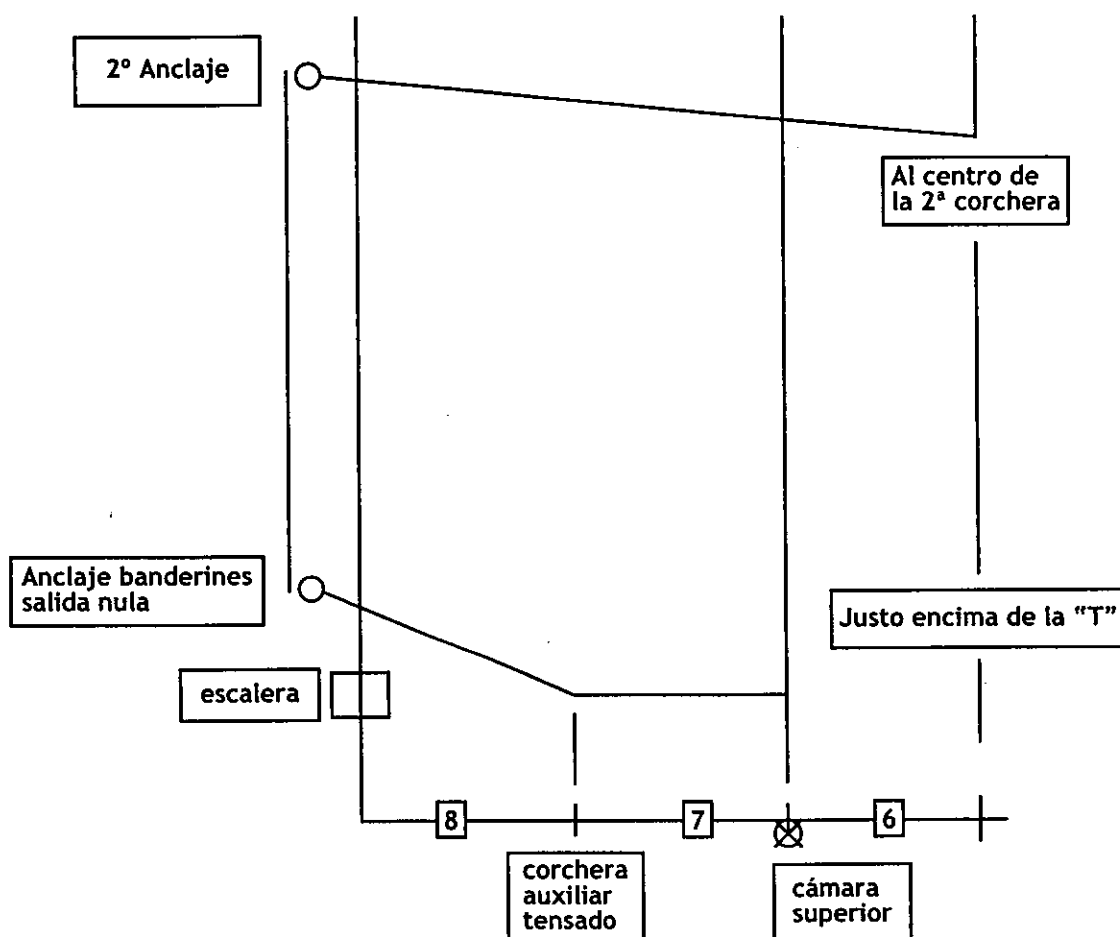 2º Anclaje
Al centro de
la 2ª corchera
Anclaje banderines
salida nula
Justo encima de la “T”
escalera
8
7
6
corchera
auxiliar
tensado
cámara
superior